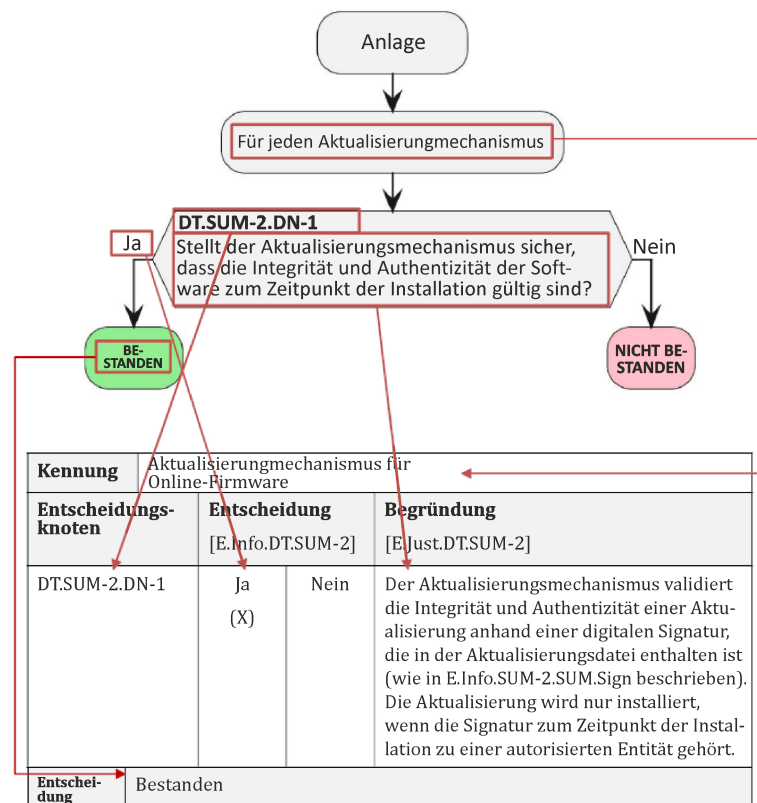 Anlage
Für jeden Aktualisierungmechanismus
DT.SUM-2.DN-1
Ja
Stellt der Aktualisierungsmechanismus sicher,
dass die Integrität und Authentizität der Soft-
ware zum Zeitpunkt der Installation gültig sind?
Nein
BE-
STANDEN
NICHT BE-
STANDEN
Kennung
Aktualisierungmechanismus für
Online-Firmware
Entscheidungs-
knoten
Entscheidung
[E.Info.DT.SUM-2]
Begründung
[E.Just.DT.SUM-2]
DT.SUM-2.DN-1
Ja
(X)
Nein
Der Aktualisierungsmechanismus validiert
die Integrität und Authentizität einer Aktu-
alisierung anhand einer digitalen Signatur,
die in der Aktualisierungsdatei enthalten ist
(wie in E.Info.SUM-2.SUM.Sign beschrieben).
Die Aktualisierung wird nur installiert,
wenn die Signatur zum Zeitpunkt der Instal-
lation zu einer autorisierten Entität gehört.
Entschei-
dung
Bestanden